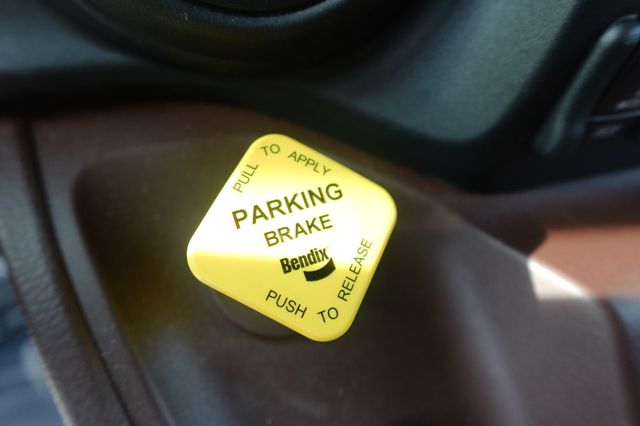 PULL TO APPLY
PARKING
BRAKE
Bendix
PUSH TO RELEASE